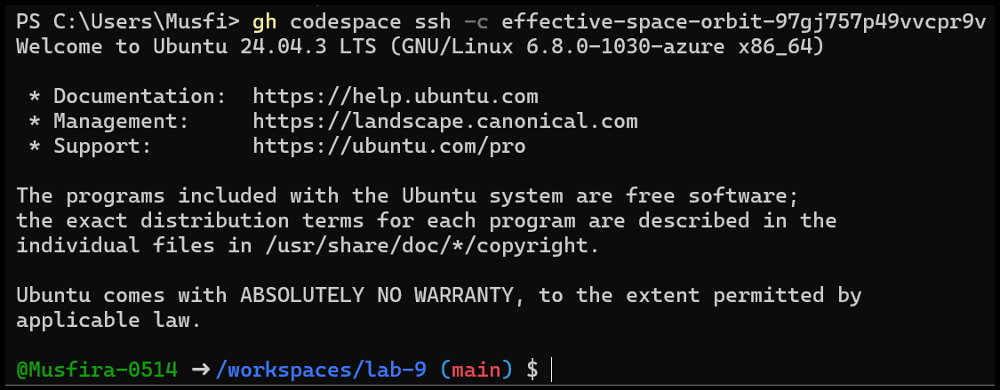 PS C:\Users\Musfi> gh codespace ssh -c effective-space-orbit-97gj757p49vvcpr9v
Welcome to Ubuntu 24.04.3 LTS (GNU/Linux 6.8.0-1030-azure x86_64)
* Documentation:  https://help.ubuntu.com
* Management:     https://landscape.canonical.com
* Support:        https://ubuntu.com/pro
The programs included with the Ubuntu system are free software;
the exact distribution terms for each program are described in the
individual files in /usr/share/doc/*/copyright.
Ubuntu comes with ABSOLUTELY NO WARRANTY, to the extent permitted by
applicable law.
@Musfira-0514 ➜ /workspaces/lab-9 (main) $